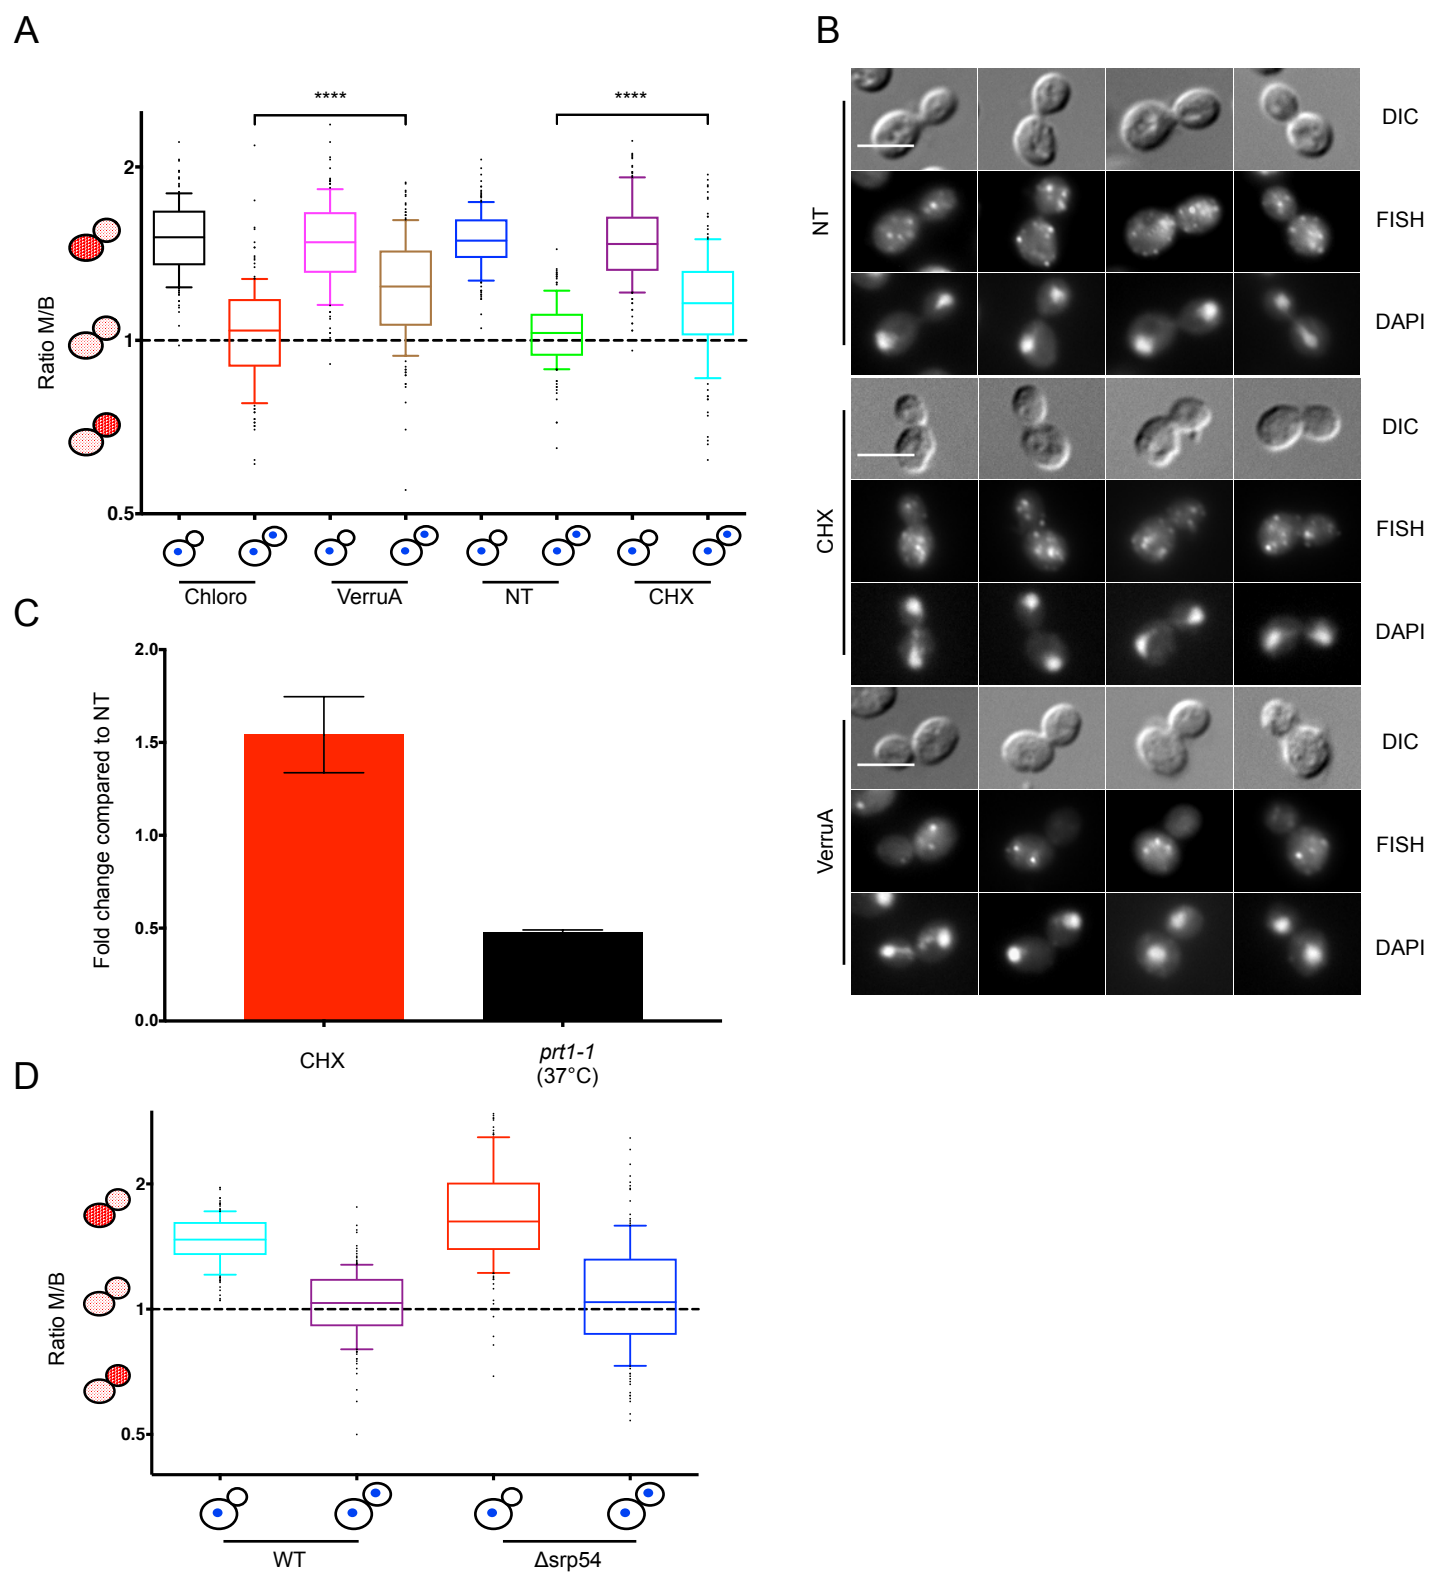 A
B
****
****
2
1
0.5
Ratio M/B
Chloro
VerruA
NT
CHX
NT
DIC
FISH
DAPI
CHX
DIC
FISH
DAPI
VerruA
DIC
FISH
DAPI
C
2.0
1.5
1.0
0.5
0.0
Fold change compared to NT
CHX
prt1-1
(37°C)
D
2
1
0.5
Ratio M/B
WT
Δsrp54